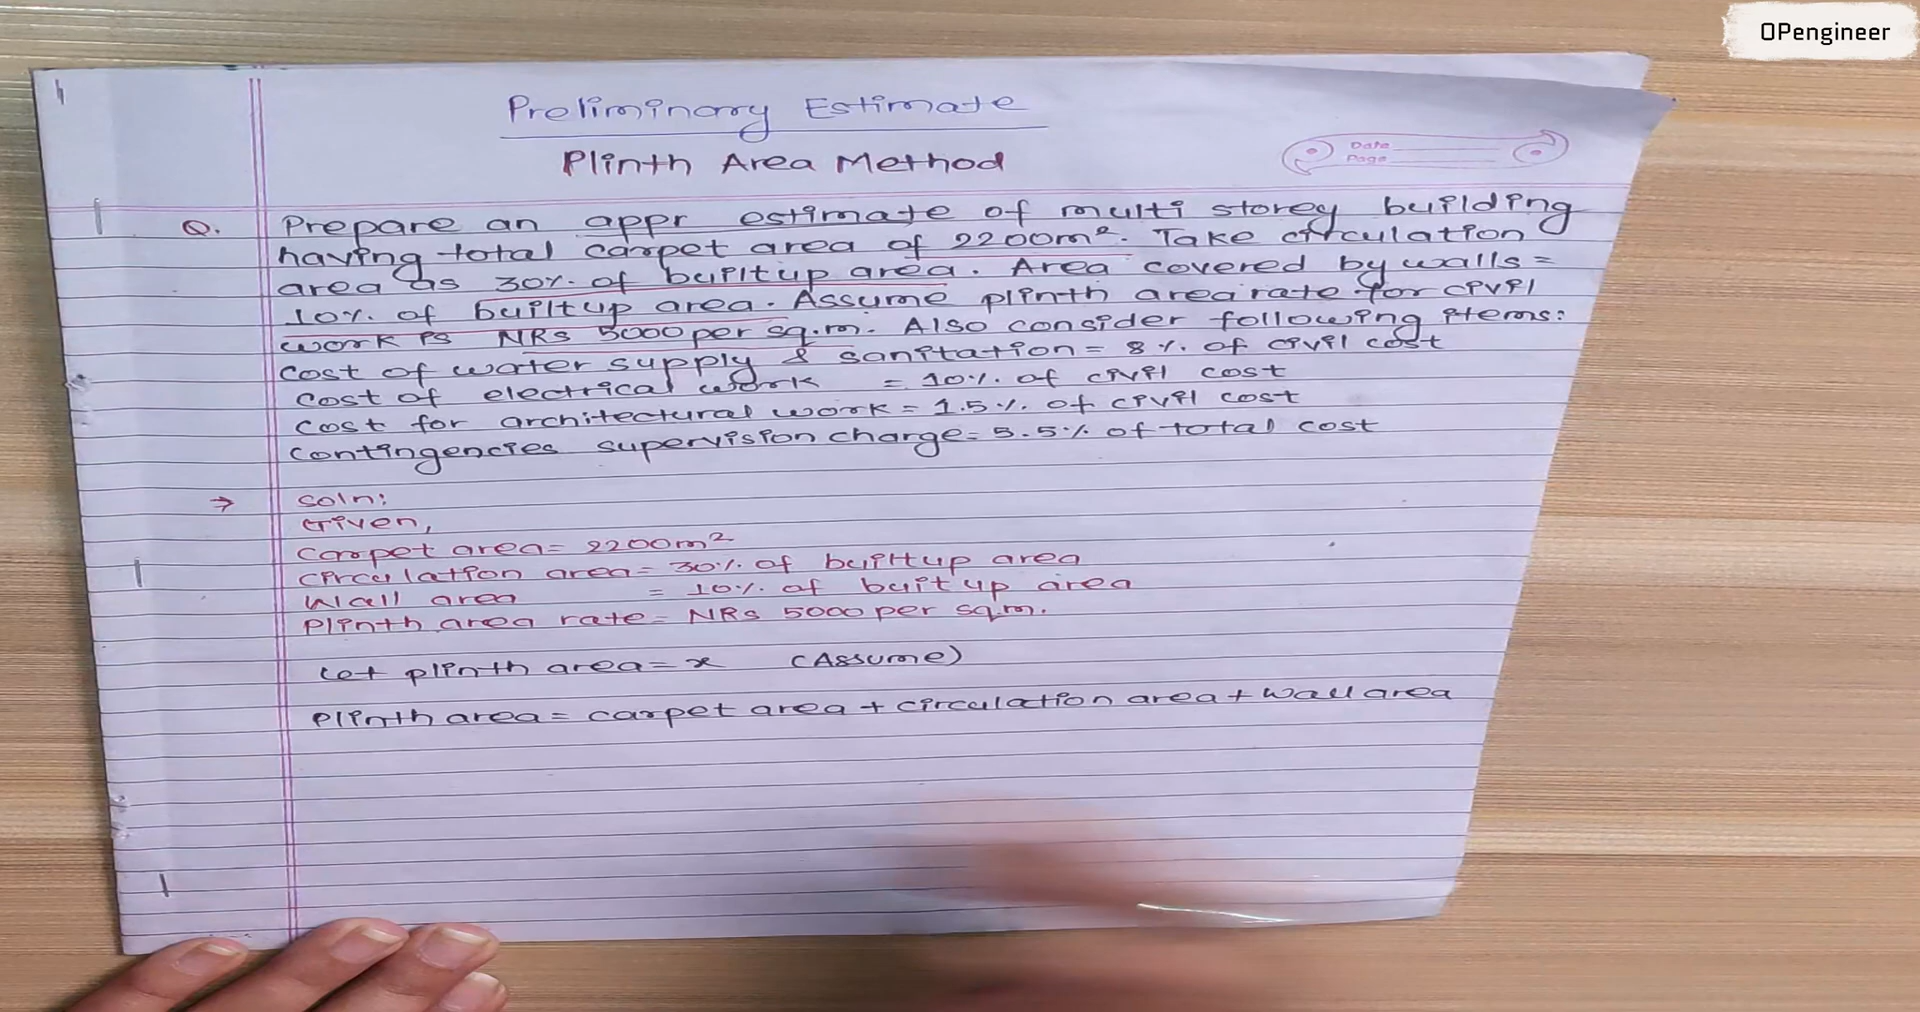 OPengineer
Preliminary Estimate
Plinth Area Method
Date
Page
Q. Prepare an appr estimate of multi storey building
having total carpet area of 2200m². Take circulation
area as 30% of builtup area. Area covered by walls =
10% of builtup area. Assume plinth area rate for civil
work is NRs 5000 per sq.m. Also consider following items:
cost of water supply & sanitation = 8% of civil cost
cost of electrical work = 10% of civil cost
cost for architectural work = 1.5% of civil cost
contingencies supervision charge = 5.5% of total cost
→ soln:
Given,
carpet area = 2200m²
circulation area = 30% of builtup area
Wall area = 10% of buitup area
Plinth area rate = NRs 5000 per sq.m.
Let plinth area = x (Assume)
Plinth area = carpet area + circulation area + wall area